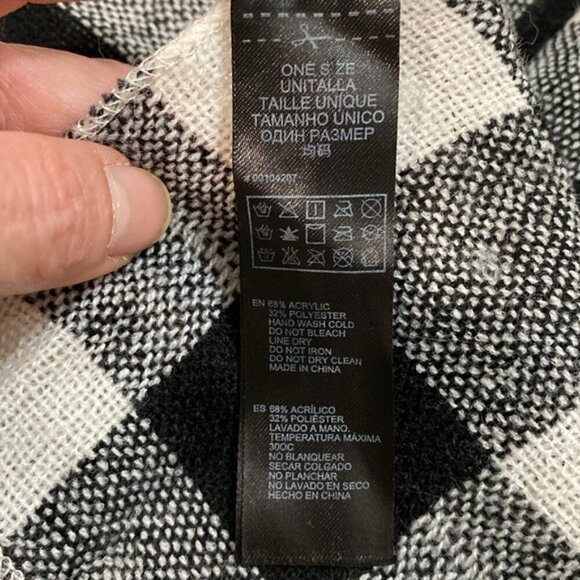 ONE SIZE
UNITALLA
TAILLE UNIQUE
TAMANHO ÚNICO
ОДИН РАЗМЕР
均码
# 00104207
EN 68% ACRYLIC
32% POLYESTER
HAND WASH COLD
DO NOT BLEACH
LINE DRY
DO NOT IRON
DO NOT DRY CLEAN
MADE IN CHINA
ES 68% ACRÍLICO
32% POLIÉSTER
LAVADO A MANO.
TEMPERATURA MÁXIMA
30OC
NO BLANQUEAR
SECAR COLGADO
NO PLANCHAR
NO LAVADO EN SECO
HECHO EN CHINA